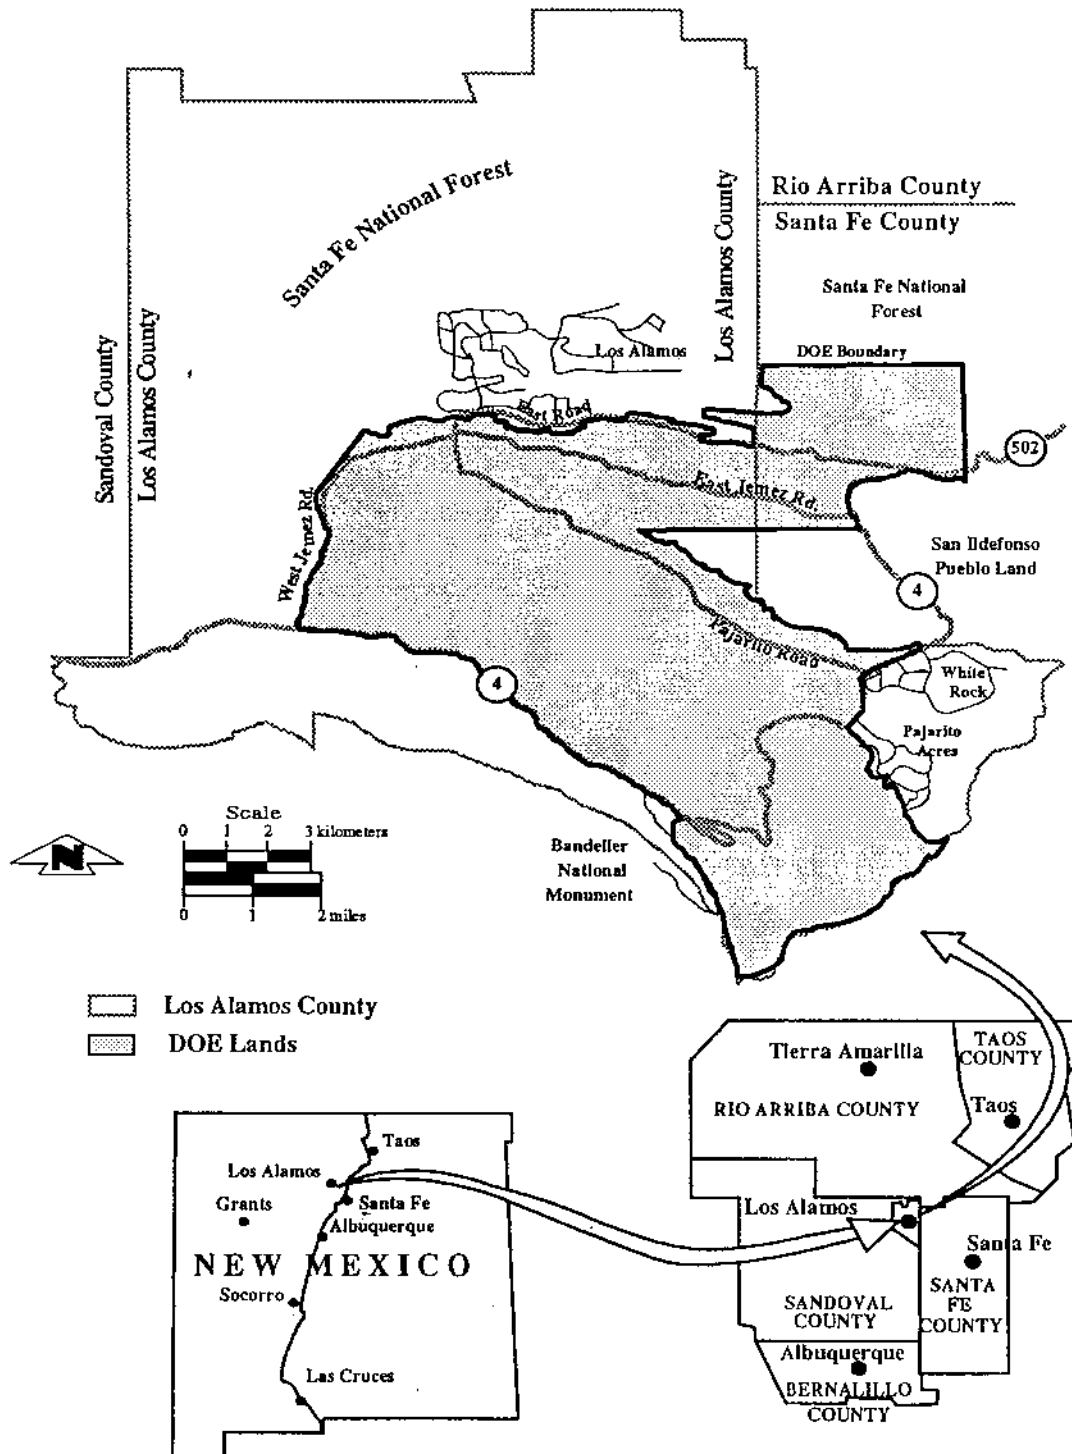 Santa Fe National Forest
Rio Arriba County
Santa Fe County
Los Alamos County
Santa Fe National
Forest
DOE Boundary
Los Alamos
Sandoval County
Los Alamos County
East Road
502
East Jemez Rd.
West Jemez Rd.
San Ildefonso
Pueblo Land
4
Pajarito Road
4
White
Rock
Pajarito
Acres
Scale
0 1 2 3 kilometers
0 1 2 miles
N
Bandelier
National
Monument
Los Alamos County
DOE Lands
Tierra Amarilla
TAOS
COUNTY
RIO ARRIBA COUNTY
Taos
Los Alamos
Santa Fe
SANDOVAL
COUNTY
SANTA
FE
COUNTY
Albuquerque
BERNALILLO
COUNTY
Taos
Los Alamos
Grants
Santa Fe
Albuquerque
NEW MEXICO
Socorro
Las Cruces